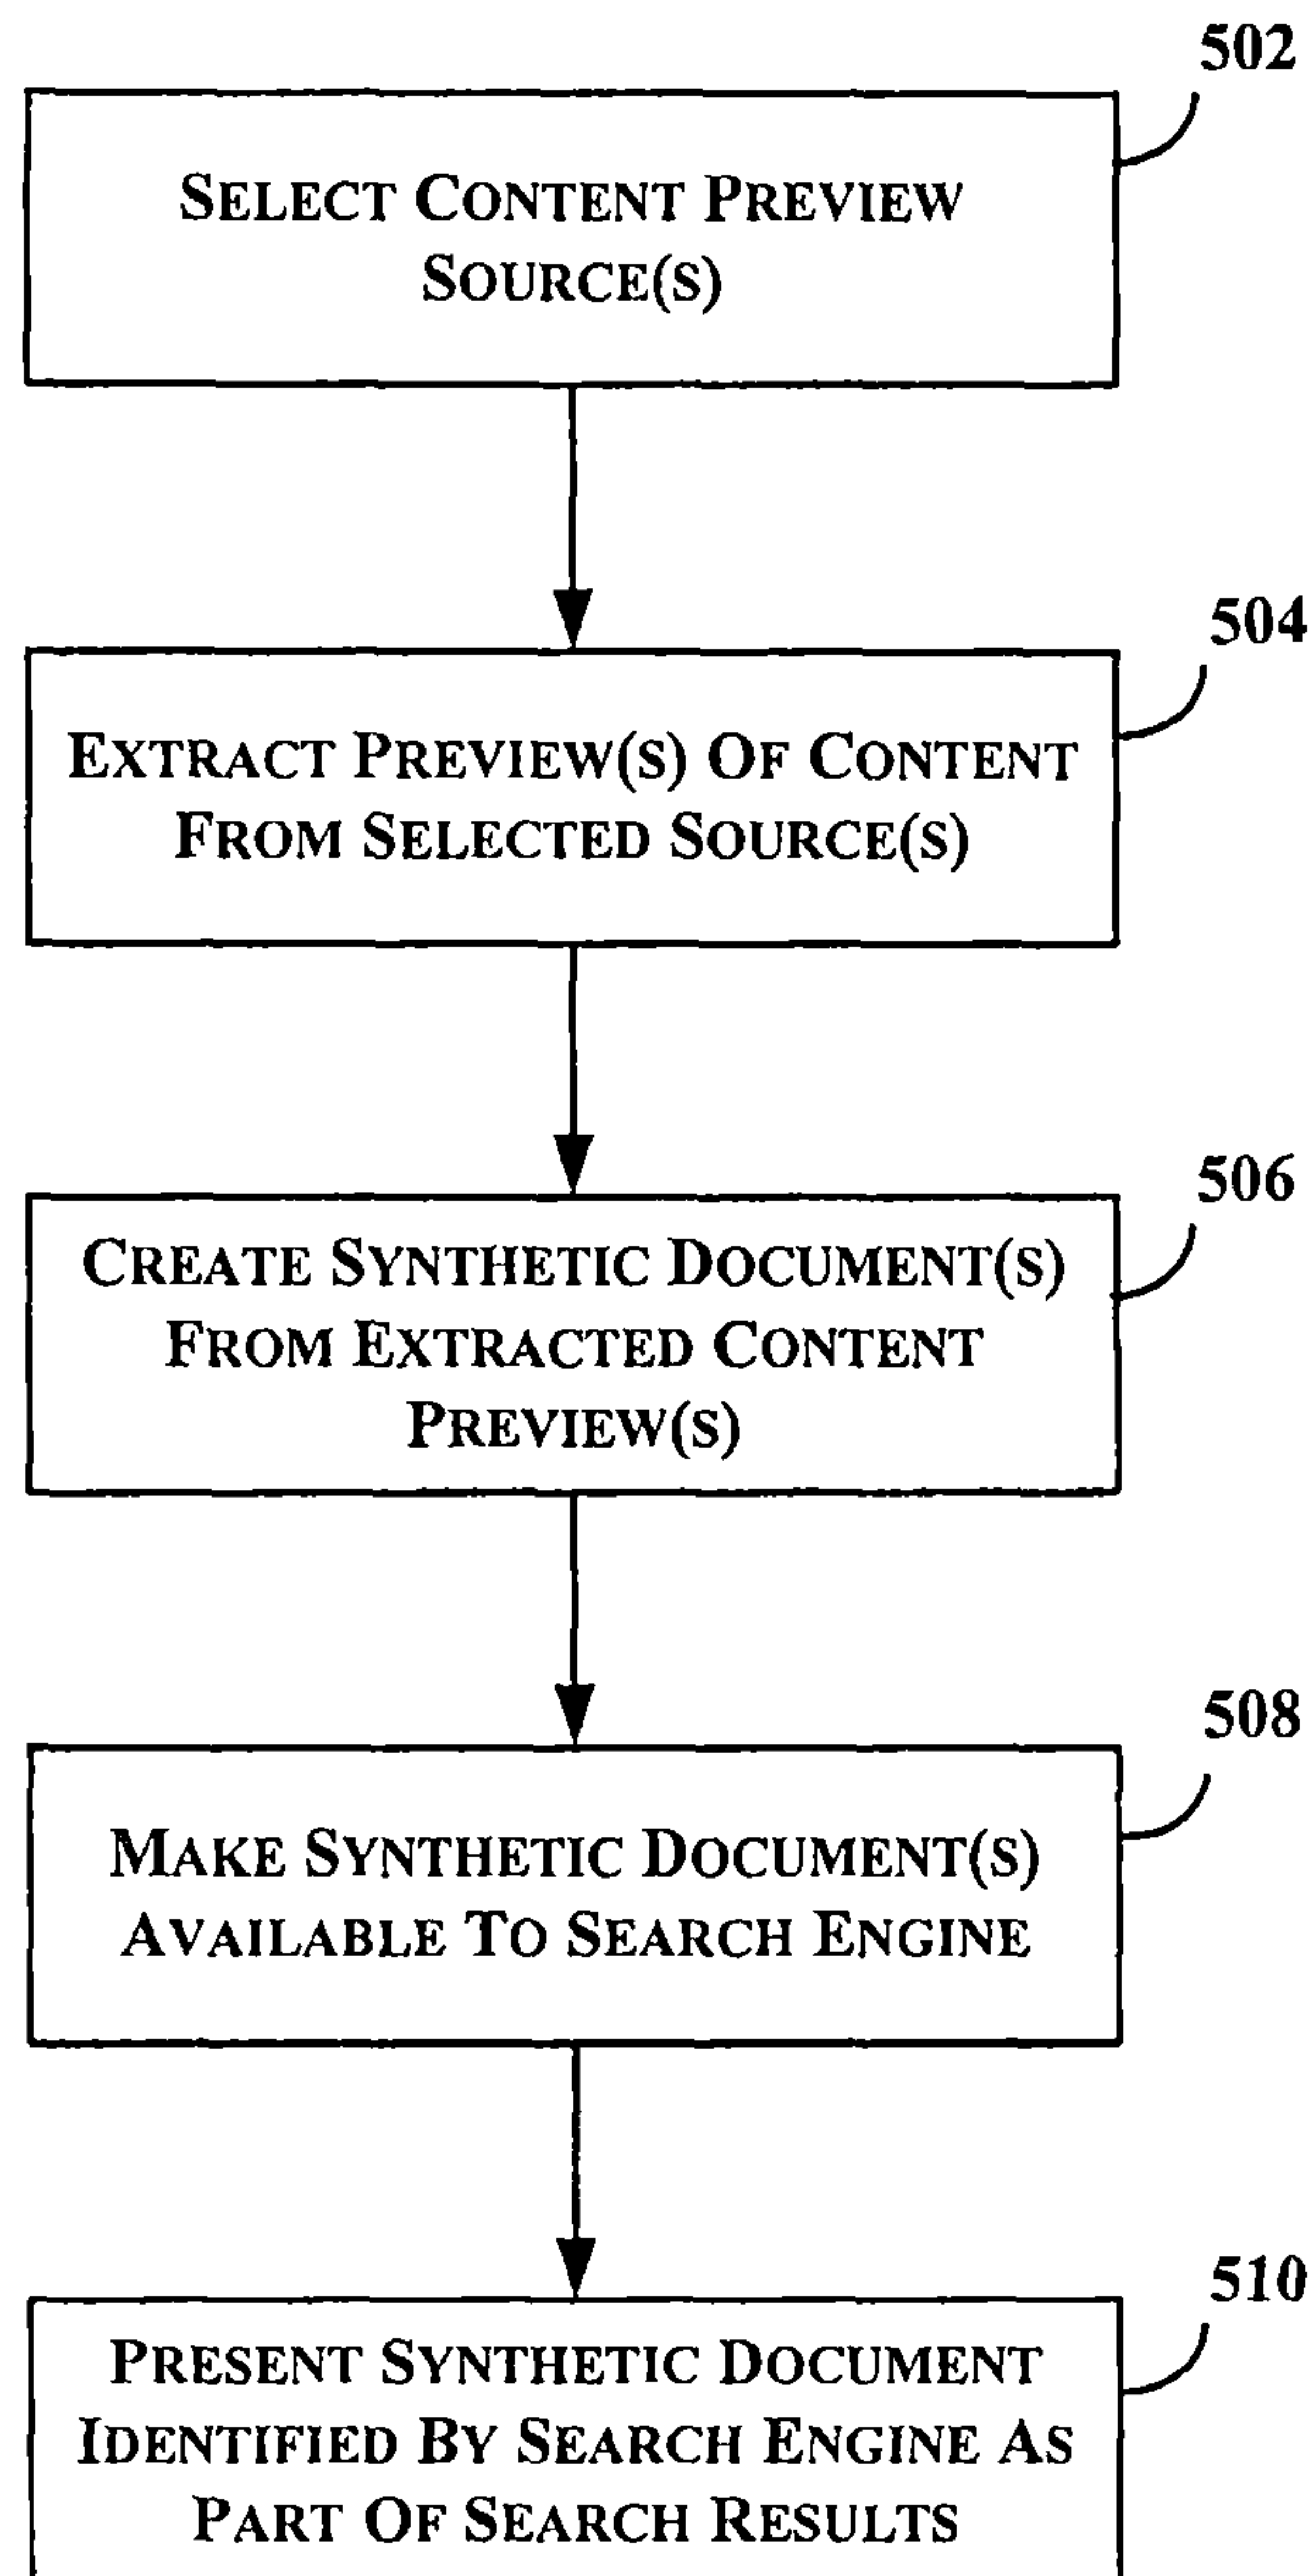 502
SELECT CONTENT PREVIEW
SOURCE(S)
504
EXTRACT PREVIEW(S) OF CONTENT
FROM SELECTED SOURCE(S)
506
CREATE SYNTHETIC DOCUMENT(S)
FROM EXTRACTED CONTENT
PREVIEW(S)
508
MAKE SYNTHETIC DOCUMENT(S)
AVAILABLE TO SEARCH ENGINE
510
PRESENT SYNTHETIC DOCUMENT
IDENTIFIED BY SEARCH ENGINE AS
PART OF SEARCH RESULTS